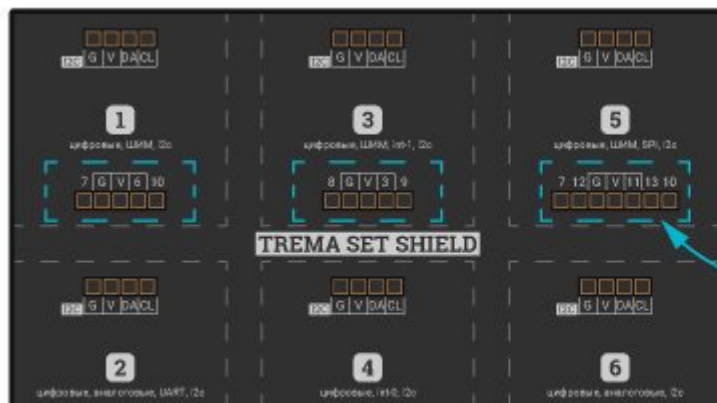 I2C G V DA CL
I2C G V DA CL
I2C G V DA CL
1
3
5
цифровые, ШИМ, I2c
цифровые, ШИМ, Int-1, I2c
цифровые, ШИМ, SPI, I2c
7 G V 6 10
8 G V 3 9
7 12 G V 11 13 10
TREMA SET SHIELD
I2C G V DA CL
I2C G V DA CL
I2C G V DA CL
2
4
6
цифровые, аналоговые, UART, I2c
цифровые, Int-0, I2c
цифровые, аналоговые, I2c